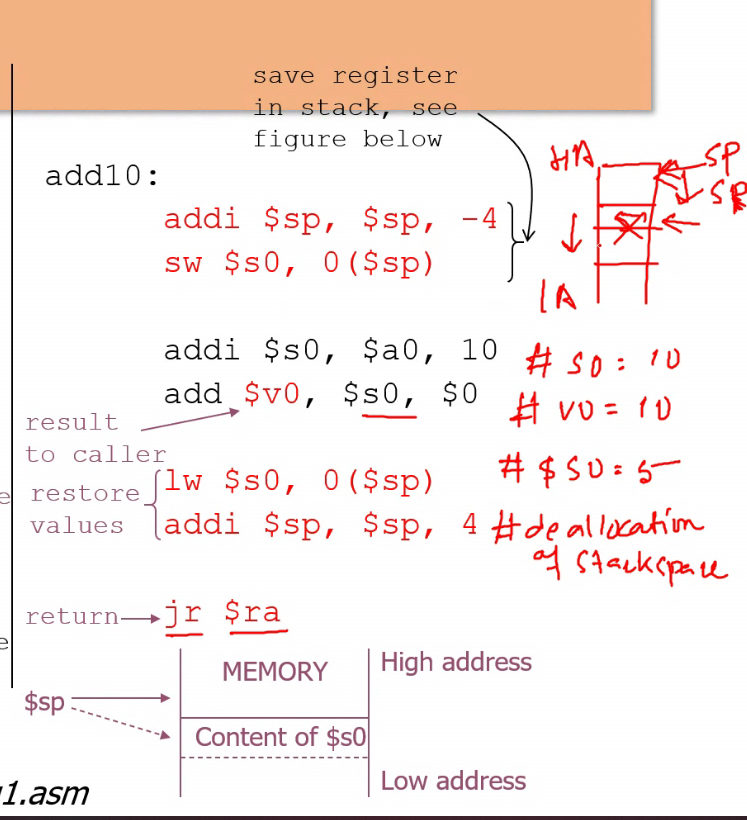 save register
in stack, see
figure below
HA
SP
SP
add10:
addi $sp, $sp, -4
sw $s0, 0($sp)
LA
addi $s0, $a0, 10 # S0 = 10
add $v0, $s0, $0 # V0 = 10
result
to caller
lw $s0, 0($sp) # $S0 = 5
restore
values
addi $sp, $sp, 4 # deallocation
of stackspace
e
return
jr $ra
e
MEMORY
High address
$sp
Content of $s0
Low address
1.asm